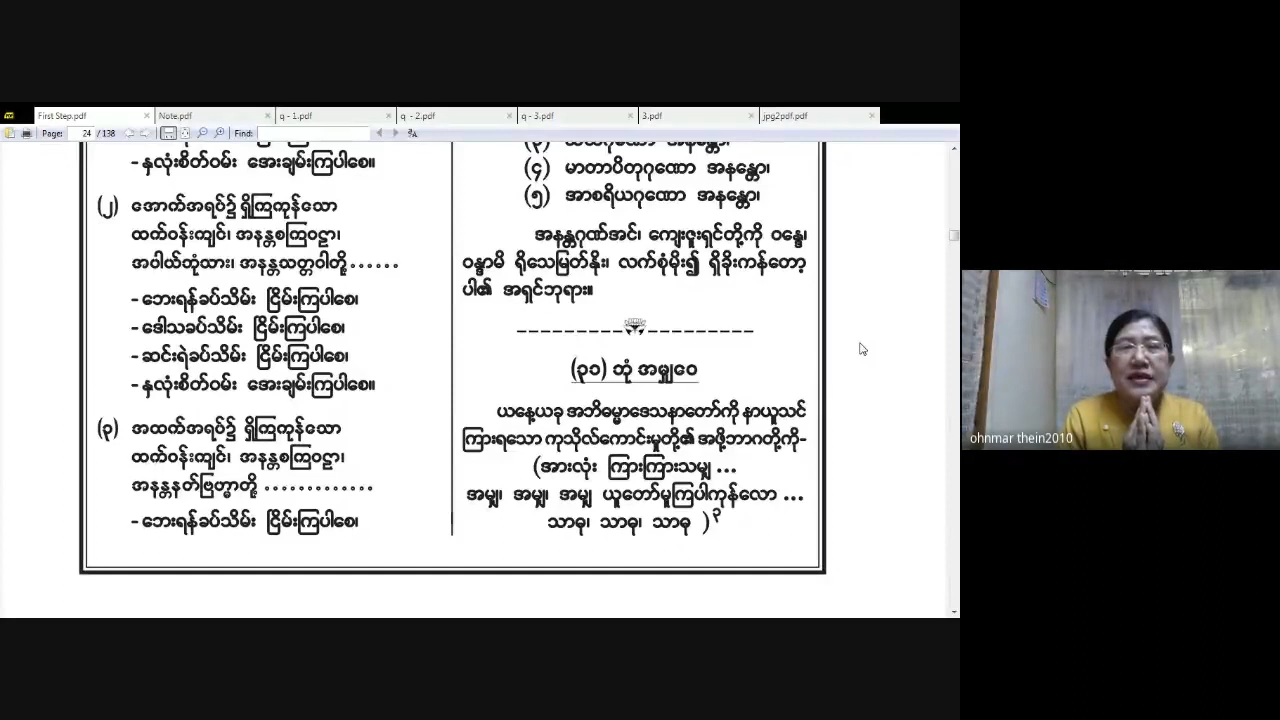 First Step.pdf
Note.pdf
q - 1.pdf
q - 2.pdf
q - 3.pdf
3.pdf
jpg2pdf.pdf
Page: 24 / 138
Find:
- နှလုံးစိတ်ဝမ်း အေးချမ်းကြပါစေ။
(၂) အောက်အရပ်၌ ရှိကြကုန်သော
ထက်ဝန်းကျင်၊ အနန္တစကြဝဠာ၊
အပါယ်ဘုံသား၊ အနန္တသတ္တဝါတို့ ......
- ဘေးရန်ခပ်သိမ်း ငြိမ်းကြပါစေ၊
- ဒေါသခပ်သိမ်း ငြိမ်းကြပါစေ၊
- ဆင်းရဲခပ်သိမ်း ငြိမ်းကြပါစေ၊
- နှလုံးစိတ်ဝမ်း အေးချမ်းကြပါစေ။
(၃) အထက်အရပ်၌ ရှိကြကုန်သော
ထက်ဝန်းကျင်၊ အနန္တစကြဝဠာ၊
အနန္တနတ်ဗြဟ္မာတို့ .............
- ဘေးရန်ခပ်သိမ်း ငြိမ်းကြပါစေ၊
(၄) မာတာပိတုဂုဏော အနန္တော၊
(၅) အာစရိယဂုဏော အနန္တော၊
အနန္တဂုဏ်အင်၊ ကျေးဇူးရှင်တို့ကို ဝန္ဒေ၊
ဝန္ဒာမိ ရိုသေမြတ်နိုး၊ လက်စုံမိုး၍ ရှိခိုးကန်တော့
ပါ၏ အရှင်ဘုရား။
(၃၁) ဘုံ အမျှဝေ
ယနေ့ယခု အဘိဓမ္မာဒေသနာတော်ကို နာယူသင်
ကြားရသော ကုသိုလ်ကောင်းမှုတို့၏ အဖို့ဘာဂတို့ကို-
(အားလုံး ကြားကြားသမျှ ...
အမျှ၊ အမျှ၊ အမျှ ယူတော်မူကြပါကုန်လော ...
သာဓု၊ သာဓု၊ သာဓု )၃
ohnmar thein2010